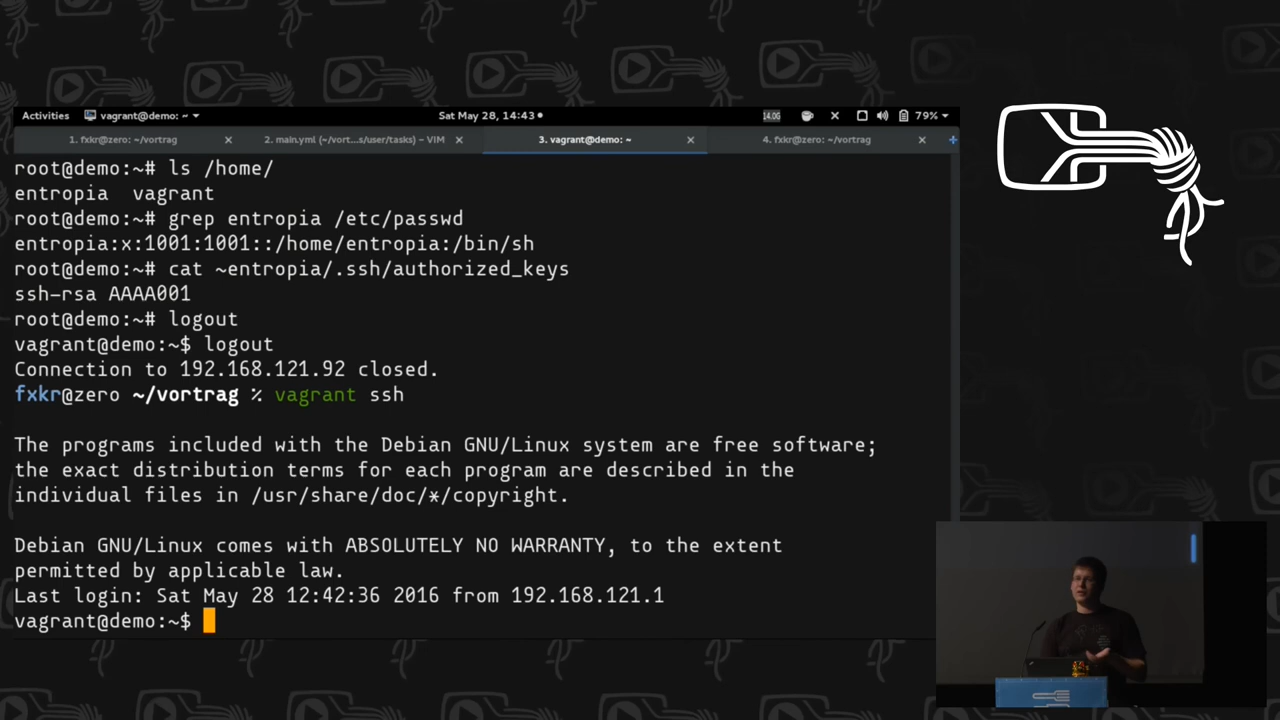 Activities vagrant@demo: ~ Sat May 28, 14:43 14.0G 79%
1. fxkr@zero: ~/vortrag 2. main.yml (~/vort...s/user/tasks) – VIM 3. vagrant@demo: ~ 4. fxkr@zero: ~/vortrag
root@demo:~# ls /home/
entropia vagrant
root@demo:~# grep entropia /etc/passwd
entropia:x:1001:1001::/home/entropia:/bin/sh
root@demo:~# cat ~entropia/.ssh/authorized_keys
ssh-rsa AAAA001
root@demo:~# logout
vagrant@demo:~$ logout
Connection to 192.168.121.92 closed.
fxkr@zero ~/vortrag % vagrant ssh
The programs included with the Debian GNU/Linux system are free software;
the exact distribution terms for each program are described in the
individual files in /usr/share/doc/*/copyright.
Debian GNU/Linux comes with ABSOLUTELY NO WARRANTY, to the extent
permitted by applicable law.
Last login: Sat May 28 12:42:36 2016 from 192.168.121.1
vagrant@demo:~$